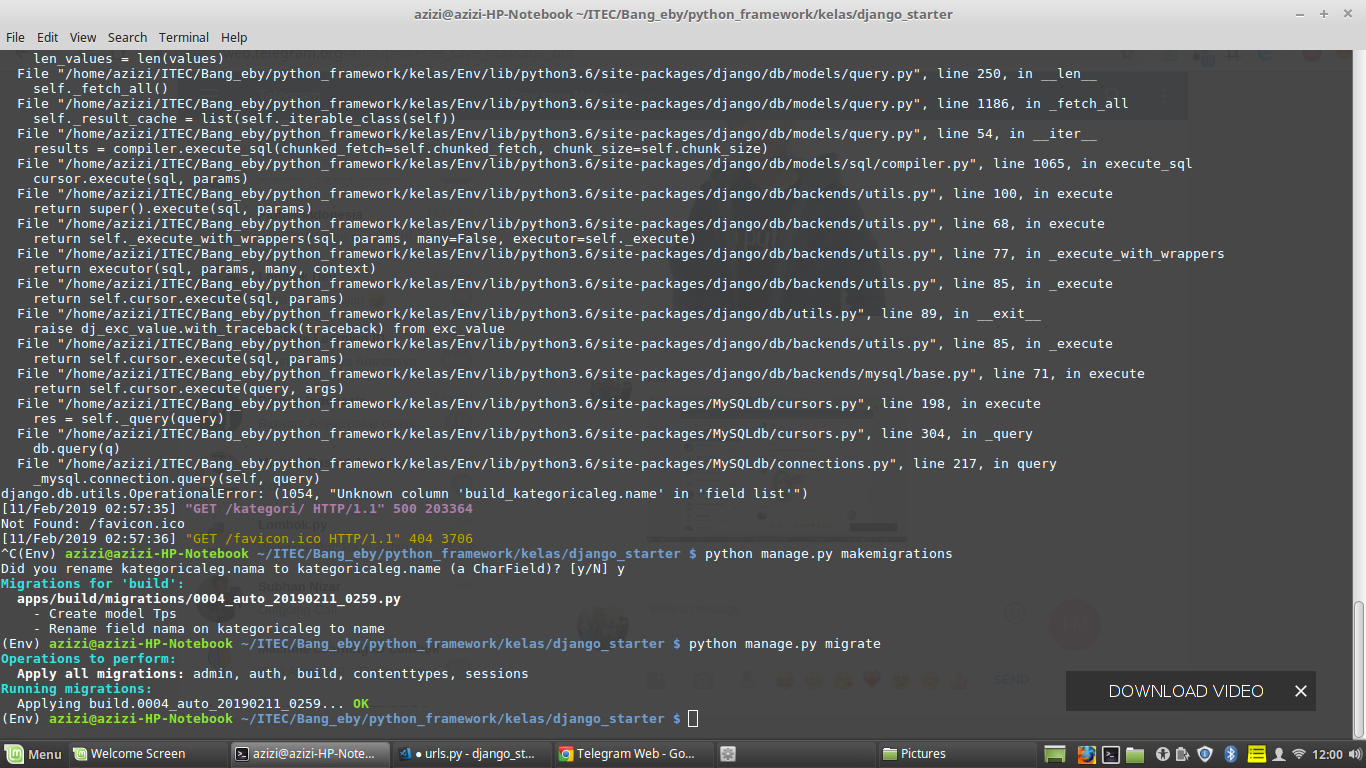 azizi@azizi-HP-Notebook ~/ITEC/Bang_eby/python_framework/kelas/django_starter
File Edit View Search Terminal Help
len_values = len(values)
File "/home/azizi/ITEC/Bang_eby/python_framework/kelas/Env/lib/python3.6/site-packages/django/db/models/query.py", line 250, in __len__
self._fetch_all()
File "/home/azizi/ITEC/Bang_eby/python_framework/kelas/Env/lib/python3.6/site-packages/django/db/models/query.py", line 1186, in _fetch_all
self._result_cache = list(self._iterable_class(self))
File "/home/azizi/ITEC/Bang_eby/python_framework/kelas/Env/lib/python3.6/site-packages/django/db/models/query.py", line 54, in __iter__
results = compiler.execute_sql(chunked_fetch=self.chunked_fetch, chunk_size=self.chunk_size)
File "/home/azizi/ITEC/Bang_eby/python_framework/kelas/Env/lib/python3.6/site-packages/django/db/models/sql/compiler.py", line 1065, in execute_sql
cursor.execute(sql, params)
File "/home/azizi/ITEC/Bang_eby/python_framework/kelas/Env/lib/python3.6/site-packages/django/db/backends/utils.py", line 100, in execute
return super().execute(sql, params)
File "/home/azizi/ITEC/Bang_eby/python_framework/kelas/Env/lib/python3.6/site-packages/django/db/backends/utils.py", line 68, in execute
return self._execute_with_wrappers(sql, params, many=False, executor=self._execute)
File "/home/azizi/ITEC/Bang_eby/python_framework/kelas/Env/lib/python3.6/site-packages/django/db/backends/utils.py", line 77, in _execute_with_wrappers
return executor(sql, params, many, context)
File "/home/azizi/ITEC/Bang_eby/python_framework/kelas/Env/lib/python3.6/site-packages/django/db/backends/utils.py", line 85, in _execute
return self.cursor.execute(sql, params)
File "/home/azizi/ITEC/Bang_eby/python_framework/kelas/Env/lib/python3.6/site-packages/django/db/utils.py", line 89, in __exit__
raise dj_exc_value.with_traceback(traceback) from exc_value
File "/home/azizi/ITEC/Bang_eby/python_framework/kelas/Env/lib/python3.6/site-packages/django/db/backends/utils.py", line 85, in _execute
return self.cursor.execute(sql, params)
File "/home/azizi/ITEC/Bang_eby/python_framework/kelas/Env/lib/python3.6/site-packages/django/db/backends/mysql/base.py", line 71, in execute
return self.cursor.execute(query, args)
File "/home/azizi/ITEC/Bang_eby/python_framework/kelas/Env/lib/python3.6/site-packages/MySQLdb/cursors.py", line 198, in execute
res = self._query(query)
File "/home/azizi/ITEC/Bang_eby/python_framework/kelas/Env/lib/python3.6/site-packages/MySQLdb/cursors.py", line 304, in _query
db.query(q)
File "/home/azizi/ITEC/Bang_eby/python_framework/kelas/Env/lib/python3.6/site-packages/MySQLdb/connections.py", line 217, in query
_mysql.connection.query(self, query)
django.db.utils.OperationalError: (1054, "Unknown column 'build_kategoricaleg.name' in 'field list'")
[11/Feb/2019 02:57:35] "GET /kategori/ HTTP/1.1" 500 203364
Not Found: /favicon.ico
[11/Feb/2019 02:57:36] "GET /favicon.ico HTTP/1.1" 404 3706
^C(Env) azizi@azizi-HP-Notebook ~/ITEC/Bang_eby/python_framework/kelas/django_starter $ python manage.py makemigrations
Did you rename kategoricaleg.nama to kategoricaleg.name (a CharField)? [y/N] y
Migrations for 'build':
apps/build/migrations/0004_auto_20190211_0259.py
- Create model Tps
- Rename field nama on kategoricaleg to name
(Env) azizi@azizi-HP-Notebook ~/ITEC/Bang_eby/python_framework/kelas/django_starter $ python manage.py migrate
Operations to perform:
Apply all migrations: admin, auth, build, contenttypes, sessions
Running migrations:
Applying build.0004_auto_20190211_0259... OK
(Env) azizi@azizi-HP-Notebook ~/ITEC/Bang_eby/python_framework/kelas/django_starter $
DOWNLOAD VIDEO ✕
Menu Welcome Screen azizi@azizi-HP-Note... ● urls.py - django_st... Telegram Web - Go... Pictures 12:00